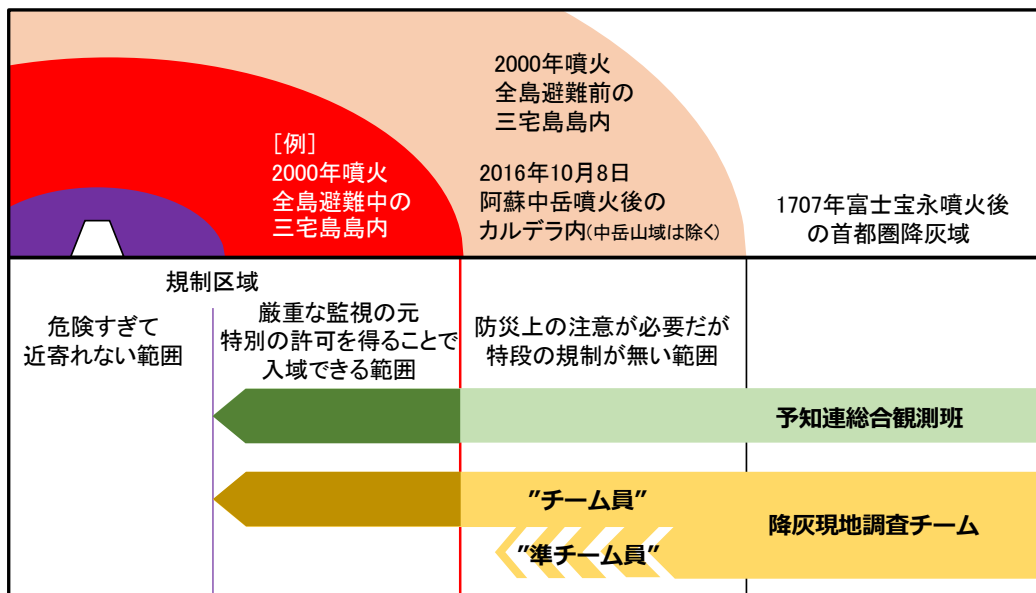 [例]
2000年噴火
全島避難中の
三宅島島内
2000年噴火
全島避難前の
三宅島島内
2016年10月8日
阿蘇中岳噴火後の
カルデラ内(中岳山域は除く)
1707年富士宝永噴火後
の首都圏降灰域
規制区域
危険すぎて
近寄れない範囲
厳重な監視の元
特別の許可を得ることで
入域できる範囲
防災上の注意が必要だが
特段の規制が無い範囲
予知連総合観測班
”チーム員”
降灰現地調査チーム
”準チーム員”